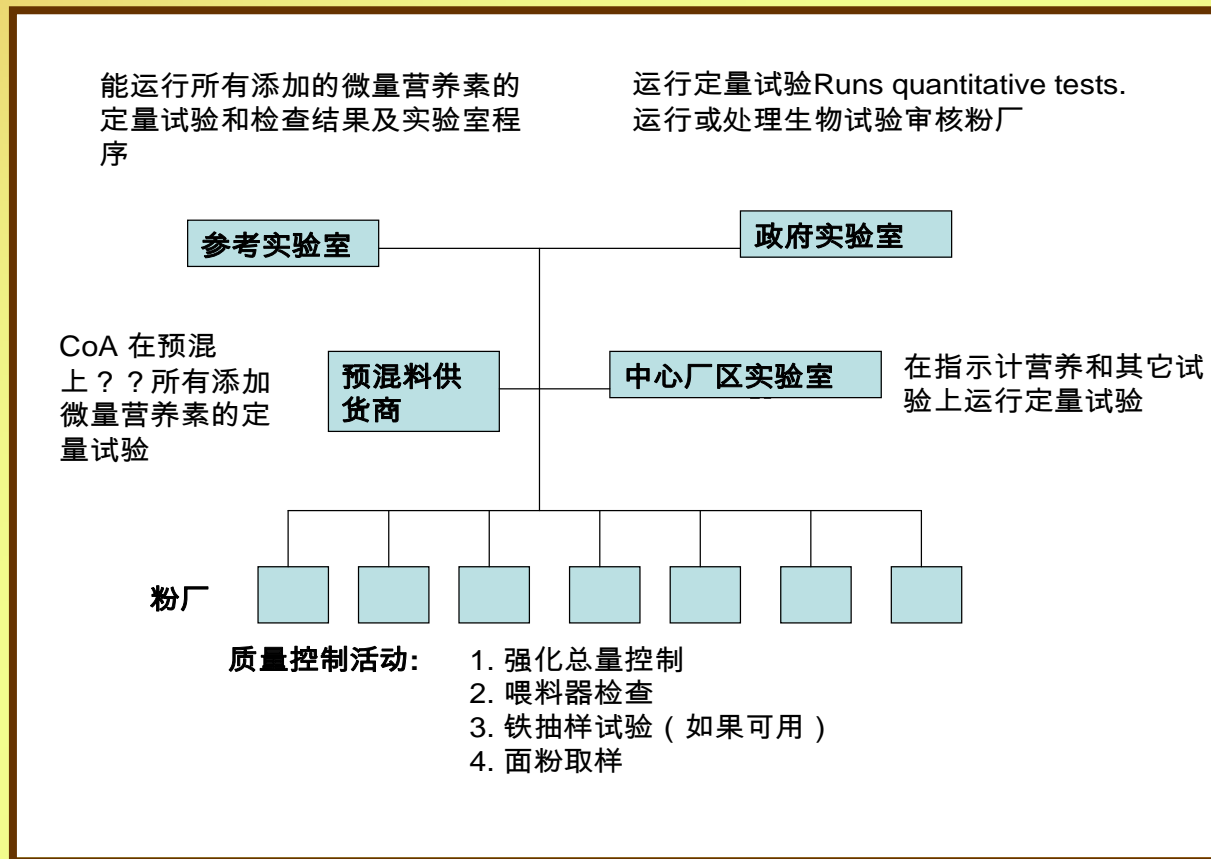 能运行所有添加的微量营养素的
定量试验和检查结果及实验室程
序
运行定量试验Runs quantitative tests.
运行或处理生物试验审核粉厂
参考实验室
政府实验室
CoA 在预混
上？？所有添加
微量营养素的定
量试验
预混料供
货商
中心厂区实验室
在指示计营养和其它试
验上运行定量试验
粉厂
质量控制活动:
1. 强化总量控制
2. 喂料器检查
3. 铁抽样试验（如果可用）
4. 面粉取样